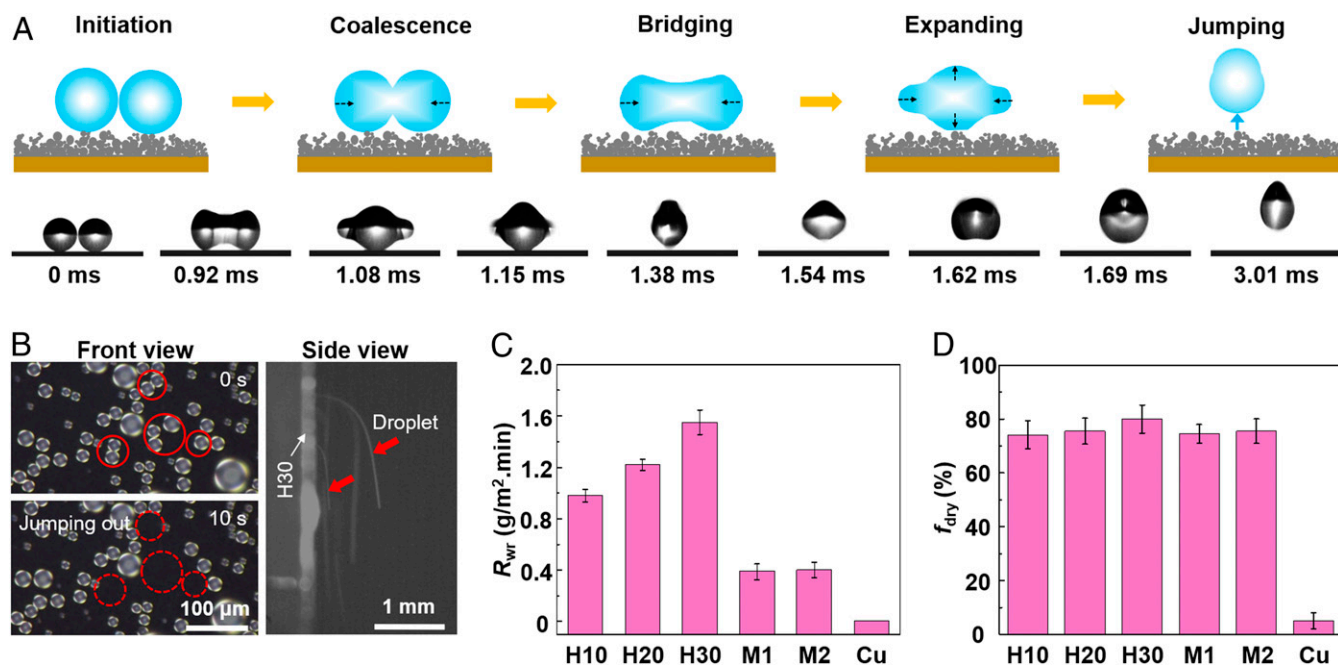 A
Initiation
Coalescence
Bridging
Expanding
Jumping
0 ms
0.92 ms
1.08 ms
1.15 ms
1.38 ms
1.54 ms
1.62 ms
1.69 ms
3.01 ms
B
Front view
0 s
Jumping out
10 s
100 μm
Side view
H30
Droplet
1 mm
C
R_wr (g/m².min)
2.0
1.6
1.2
0.8
0.4
0
H10 H20 H30 M1 M2 Cu
D
f_dry (%)
100
80
60
40
20
0
H10 H20 H30 M1 M2 Cu